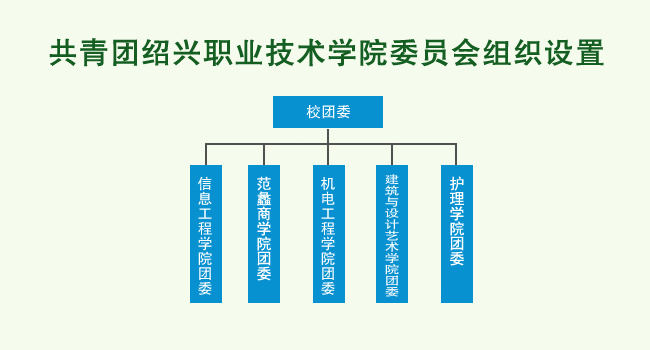 共青团绍兴职业技术学院委员会组织设置
校团委
信息工程学院团委
范蠡商学院团委
机电工程学院团委
建筑与设计艺术学院团委
护理学院团委